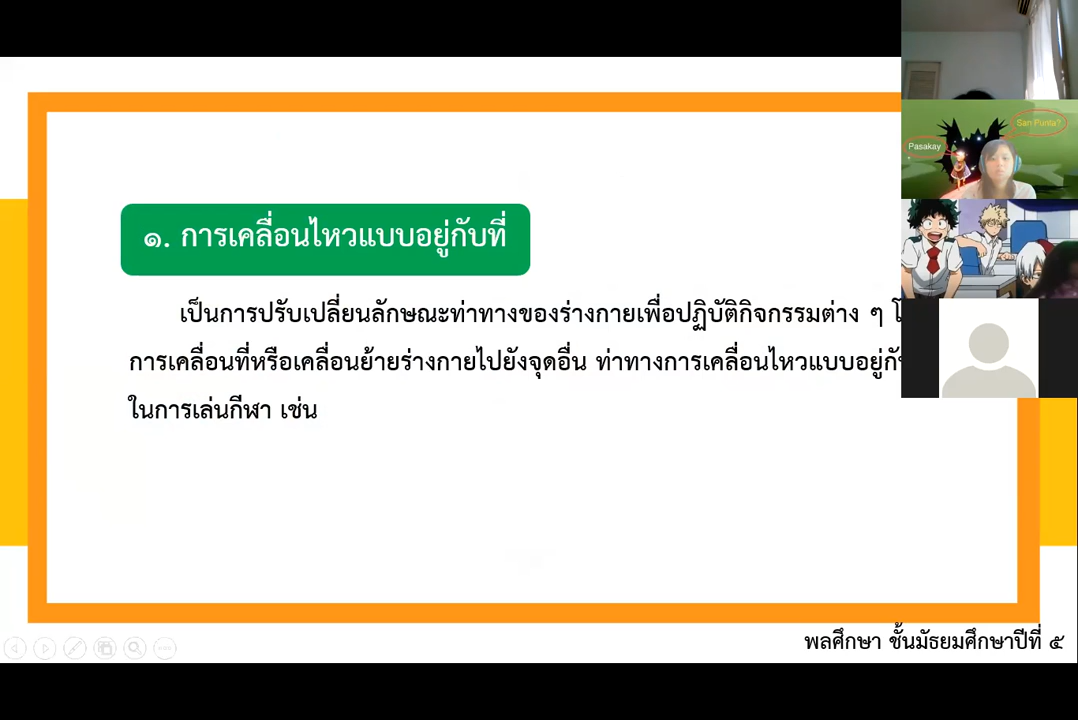 ๑. การเคลื่อนไหวแบบอยู่กับที่
เป็นการปรับเปลี่ยนลักษณะท่าทางของร่างกายเพื่อปฏิบัติกิจกรรมต่าง ๆ
การเคลื่อนที่หรือเคลื่อนย้ายร่างกายไปยังจุดอื่น ท่าทางการเคลื่อนไหวแบบ
ในการเล่นกีฬา เช่น
พลศึกษา ชั้นมัธยมศึกษาปีที่ ๕
Pasakay
San Punta?